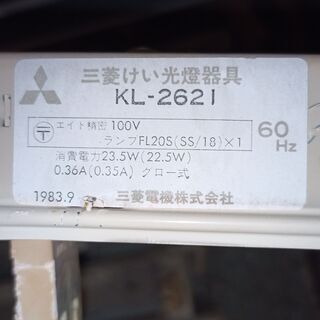 三菱けい光燈器具
KL-2621
〒 エイト精密 100V
ランプFL20S(SS/18)×1
消費電力23.5W(22.5W)
0.36A(0.35A) グロー式
60Hz
1983.9
三菱電機株式会社